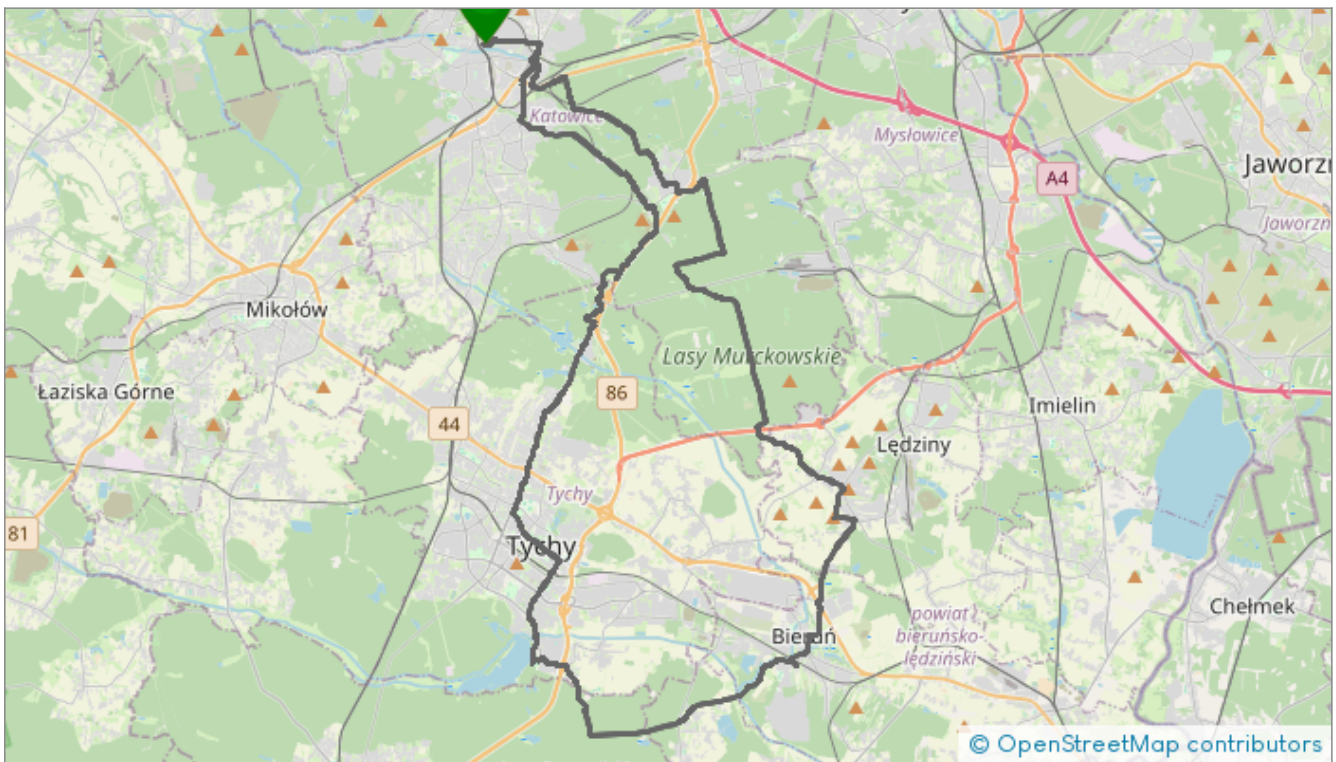 Katowice
Mysłowice
A4
Jaworzn
Jaworzn
Mikołów
Lasy Murckowskie
Łaziska Górne
86
44
Imielin
Lędziny
Tychy
81
Tychy
Chełmek
powiat
bieruńsko-
lędziński
Bieruń
© OpenStreetMap contributors